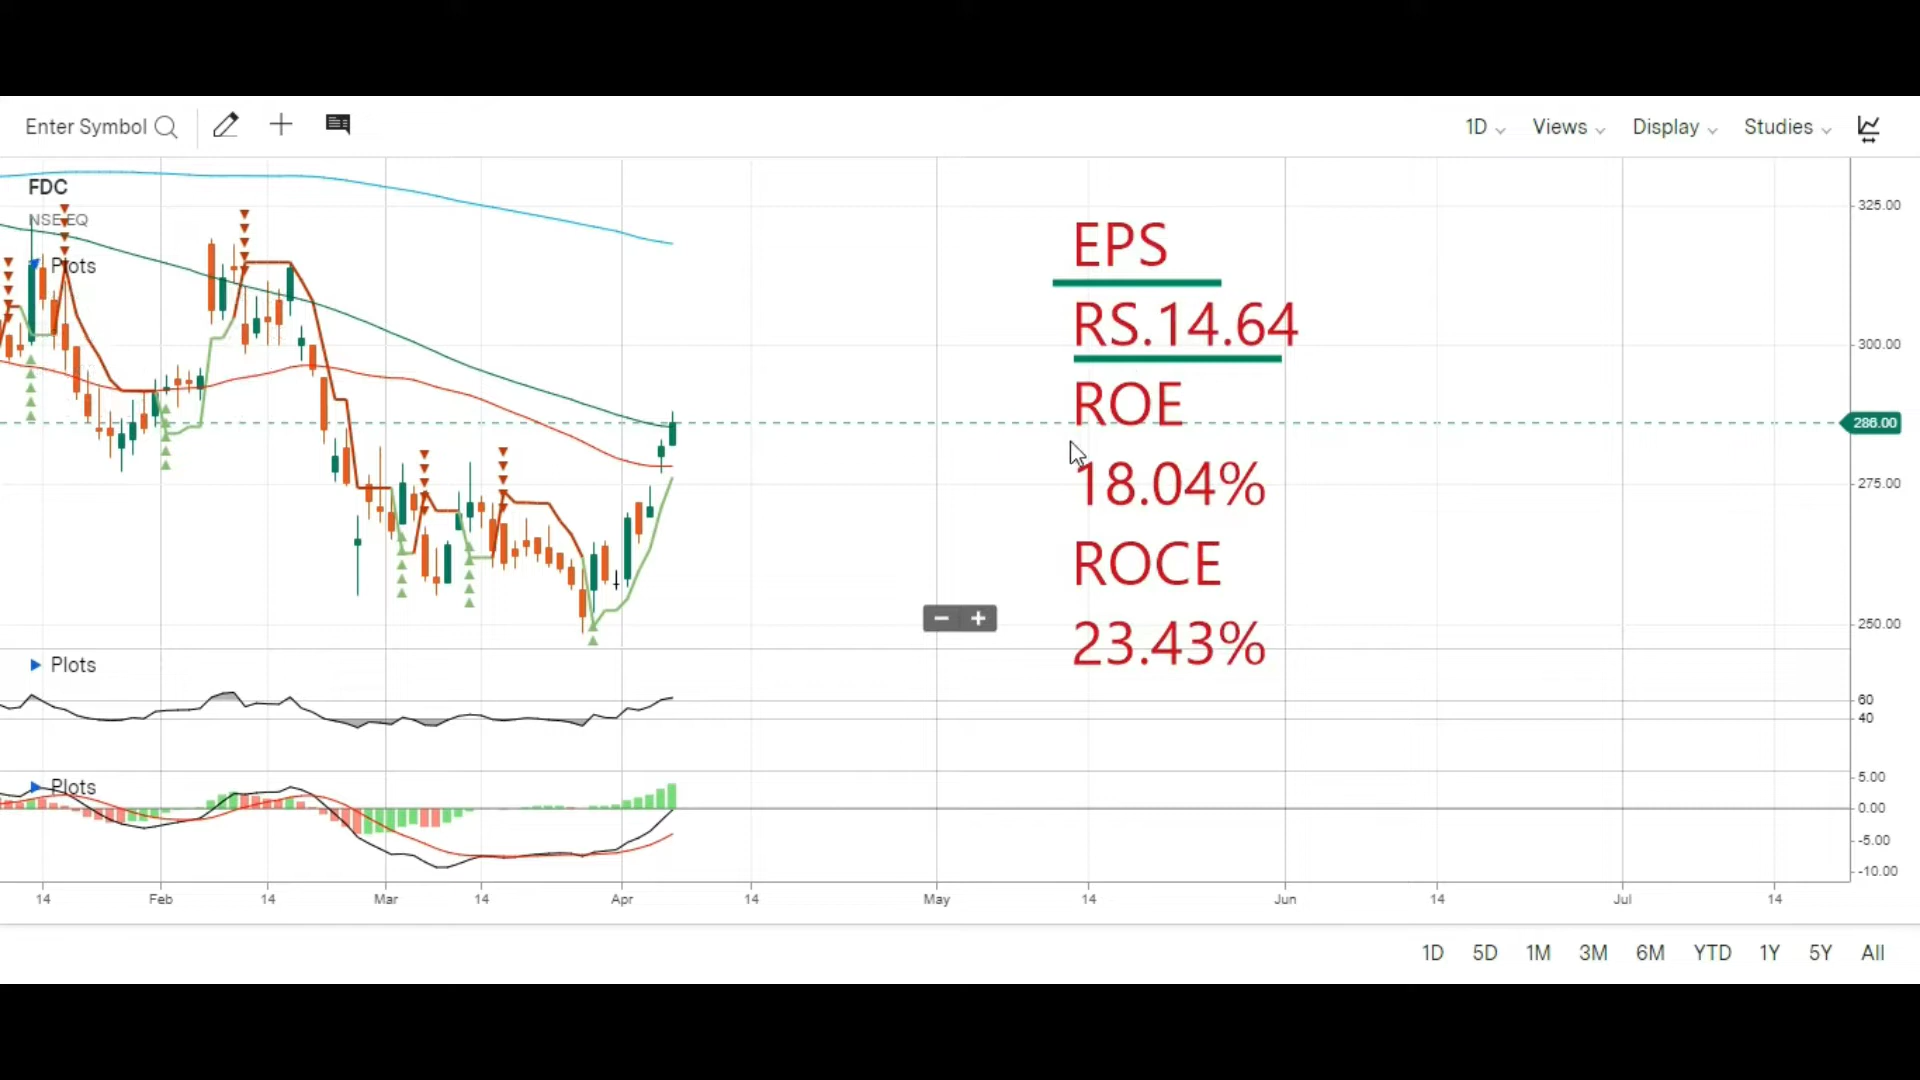 Enter Symbol
1D Views Display Studies
FDC
NSE EQ
Plots
EPS
RS.14.64
ROE
18.04%
ROCE
23.43%
325.00
300.00
286.00
275.00
250.00
− +
Plots
60
40
Plots
5.00
0.00
-5.00
-10.00
14 Feb 14 Mar 14 Apr 14 May 14 Jun 14 Jul 14
1D 5D 1M 3M 6M YTD 1Y 5Y All